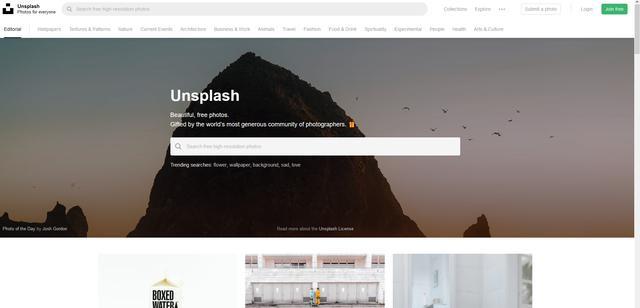 Unsplash
Photos for everyone
Search free high-resolution photos
Collections
Explore
Submit a photo
Login
Join free
Editorial
Wallpapers
Textures & Patterns
Nature
Current Events
Architecture
Business & Work
Animals
Travel
Fashion
Food & Drink
Spirituality
Experimental
People
Health
Arts & Culture
Unsplash
Beautiful, free photos.
Gifted by the world's most generous community of photographers.
Search free high-resolution photos
Trending searches: flower, wallpaper, background, sad, love
Photo of the Day by Josh Gordon
Read more about the Unsplash License
BOXED
WATER